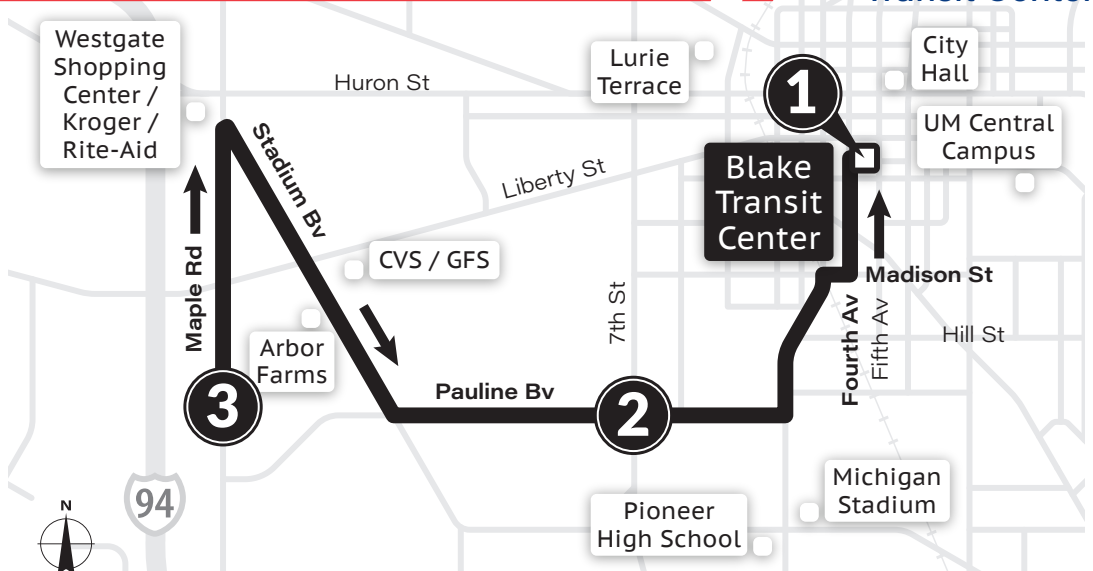 Transit Center
Westgate
Shopping
Center /
Kroger /
Rite-Aid
Huron St
Lurie
Terrace
1
City
Hall
UM Central
Campus
Stadium Bv
Liberty St
Blake
Transit
Center
Maple Rd
CVS / GFS
Madison St
7th St
Fourth Av
Fifth Av
Hill St
Arbor
Farms
3
Pauline Bv
2
94
N
Pioneer
High School
Michigan
Stadium